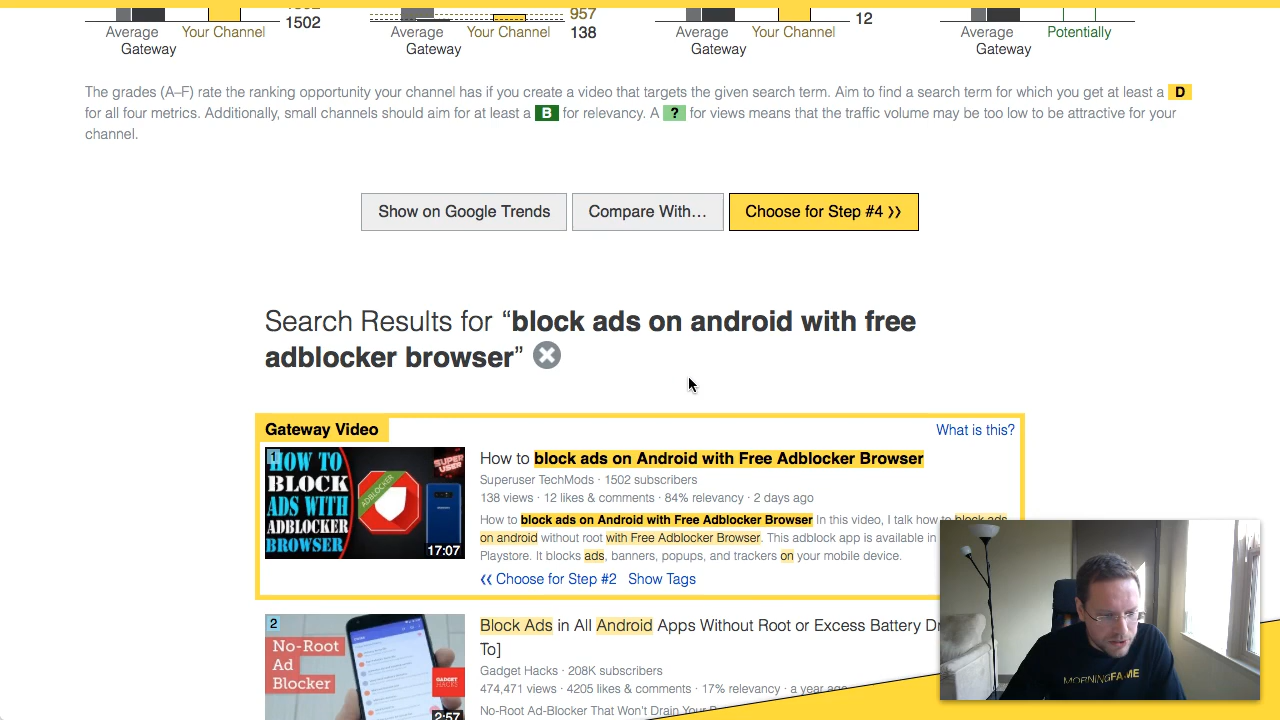 1502
957
138
12
Average Gateway
Your Channel
Average Gateway
Your Channel
Average Gateway
Your Channel
Average Gateway
Potentially
The grades (A–F) rate the ranking opportunity your channel has if you create a video that targets the given search term. Aim to find a search term for which you get at least a D
for all four metrics. Additionally, small channels should aim for at least a B for relevancy. A ? for views means that the traffic volume may be too low to be attractive for your
channel.
Show on Google Trends
Compare With...
Choose for Step #4 ❯❯
Search Results for “block ads on android with free
adblocker browser”
Gateway Video
What is this?
1
HOW TO
BLOCK
ADS WITH
ADBLOCKER
BROWSER
SUPER
USER
ADBLOCKER
17:07
How to block ads on Android with Free Adblocker Browser
Superuser TechMods · 1502 subscribers
138 views · 12 likes & comments · 84% relevancy · 2 days ago
How to block ads on Android with Free Adblocker Browser In this video, I talk how to block ads
on android without root with Free Adblocker Browser. This adblock app is available in
Playstore. It blocks ads, banners, popups, and trackers on your mobile device.
❮❮ Choose for Step #2 Show Tags
2
No-Root
Ad
Blocker
GADGET
HACKS
2:57
Block Ads in All Android Apps Without Root or Excess Battery
To]
Gadget Hacks · 208K subscribers
474,471 views · 4205 likes & comments · 17% relevancy · a year ago
No-Root Ad-Blocker That Won't Drain Your
MORNINGFAME